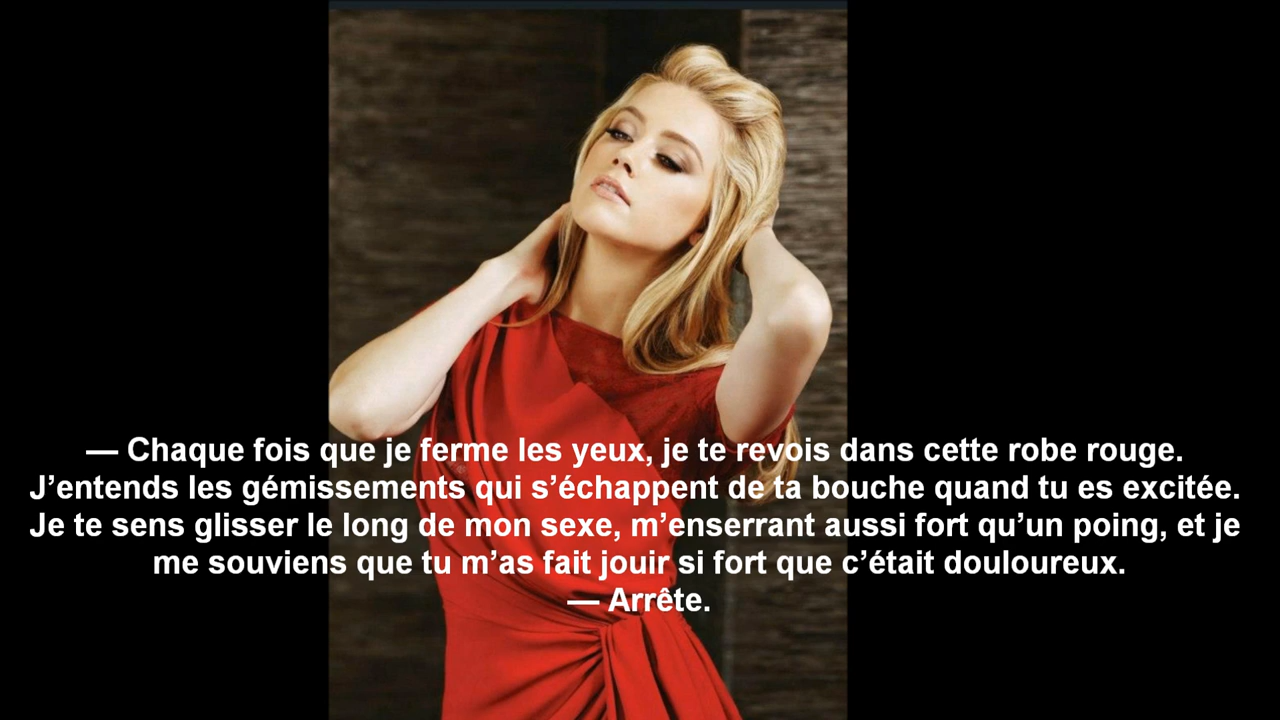 — Chaque fois que je ferme les yeux, je te revois dans cette robe rouge.
J’entends les gémissements qui s’échappent de ta bouche quand tu es excitée.
Je te sens glisser le long de mon sexe, m’enserrant aussi fort qu’un poing, et je
me souviens que tu m’as fait jouir si fort que c’était douloureux.
— Arrête.